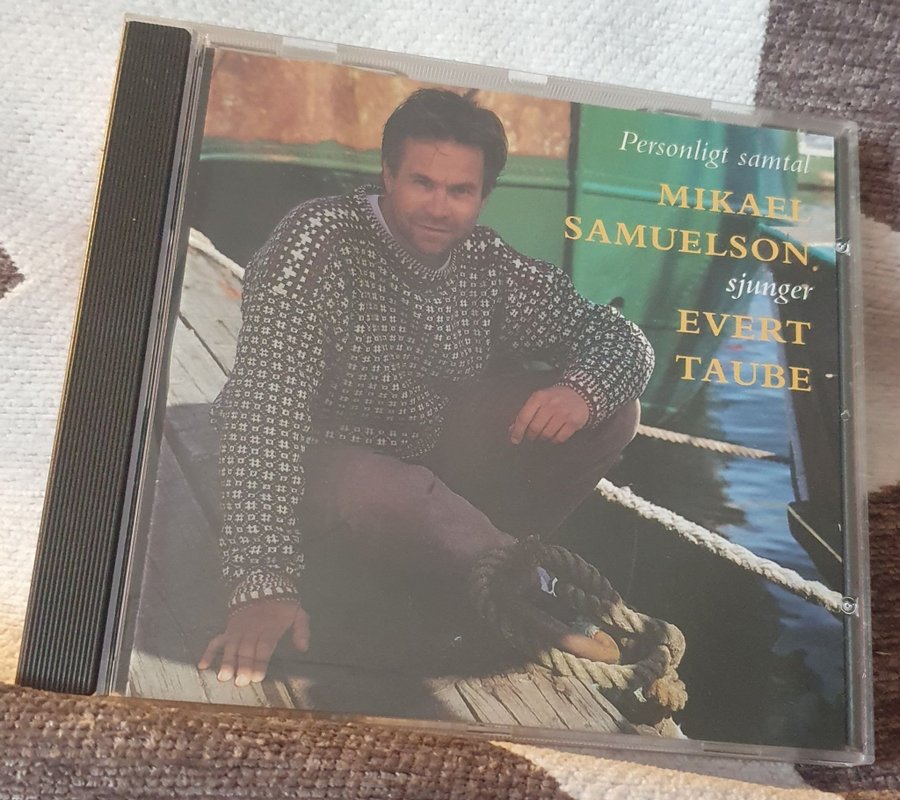 Personligt samtal
MIKAEL
SAMUELSON
sjunger
EVERT
TAUBE